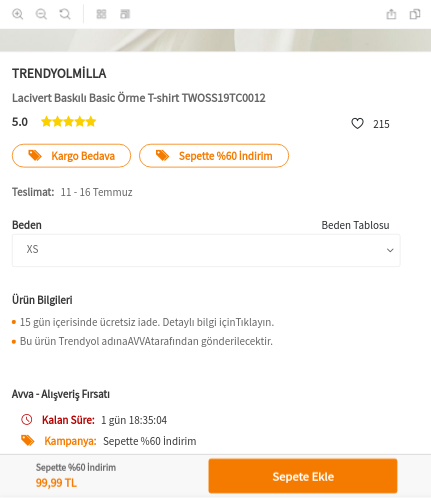 TRENDYOLMİLLA
Lacivert Baskılı Basic Örme T-shirt TWOSS19TC0012
5.0
215
Kargo Bedava
Sepette %60 İndirim
Teslimat: 11 - 16 Temmuz
Beden
Beden Tablosu
XS
Ürün Bilgileri
15 gün içerisinde ücretsiz iade. Detaylı bilgi içinTıklayın.
Bu ürün Trendyol adınaAVVAtarafından gönderilecektir.
Avva - Alışveriş Fırsatı
Kalan Süre: 1 gün 18:35:04
Kampanya: Sepette %60 İndirim
Sepette %60 İndirim
99,99 TL
Sepete Ekle